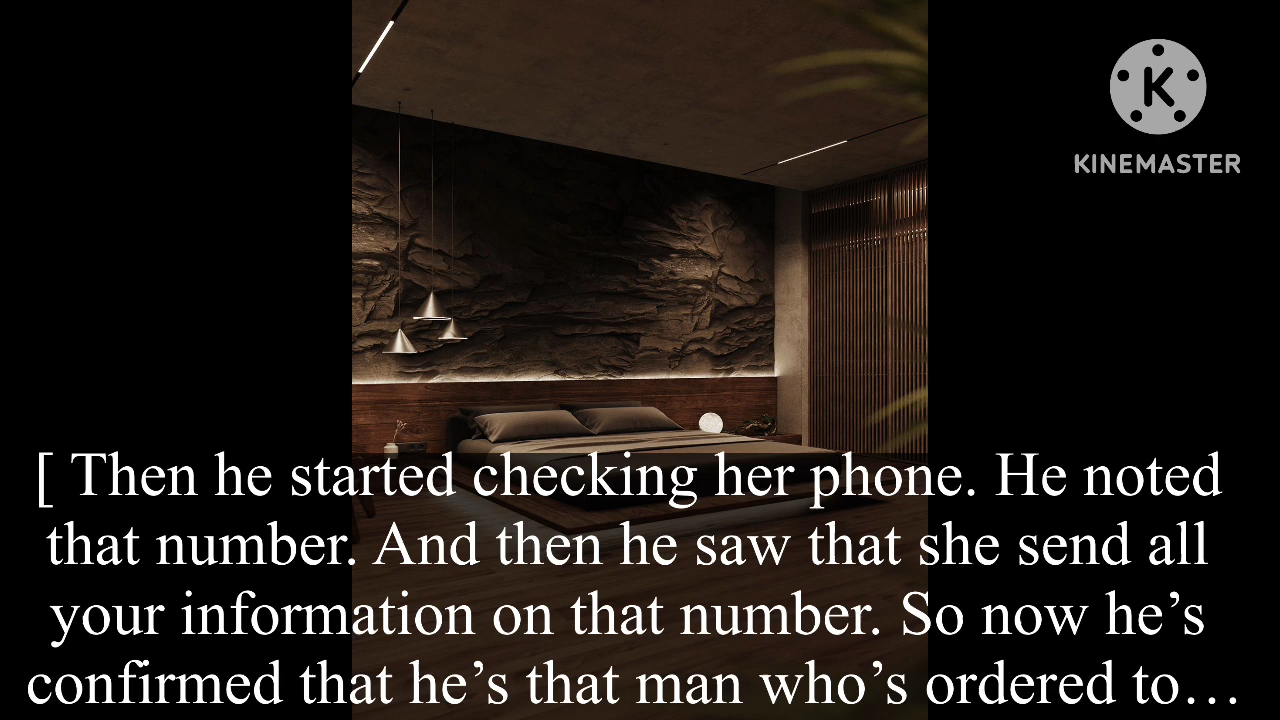 KINEMASTER
[ Then he started checking her phone. He noted
that number. And then he saw that she send all
your information on that number. So now he’s
confirmed that he’s that man who’s ordered to…